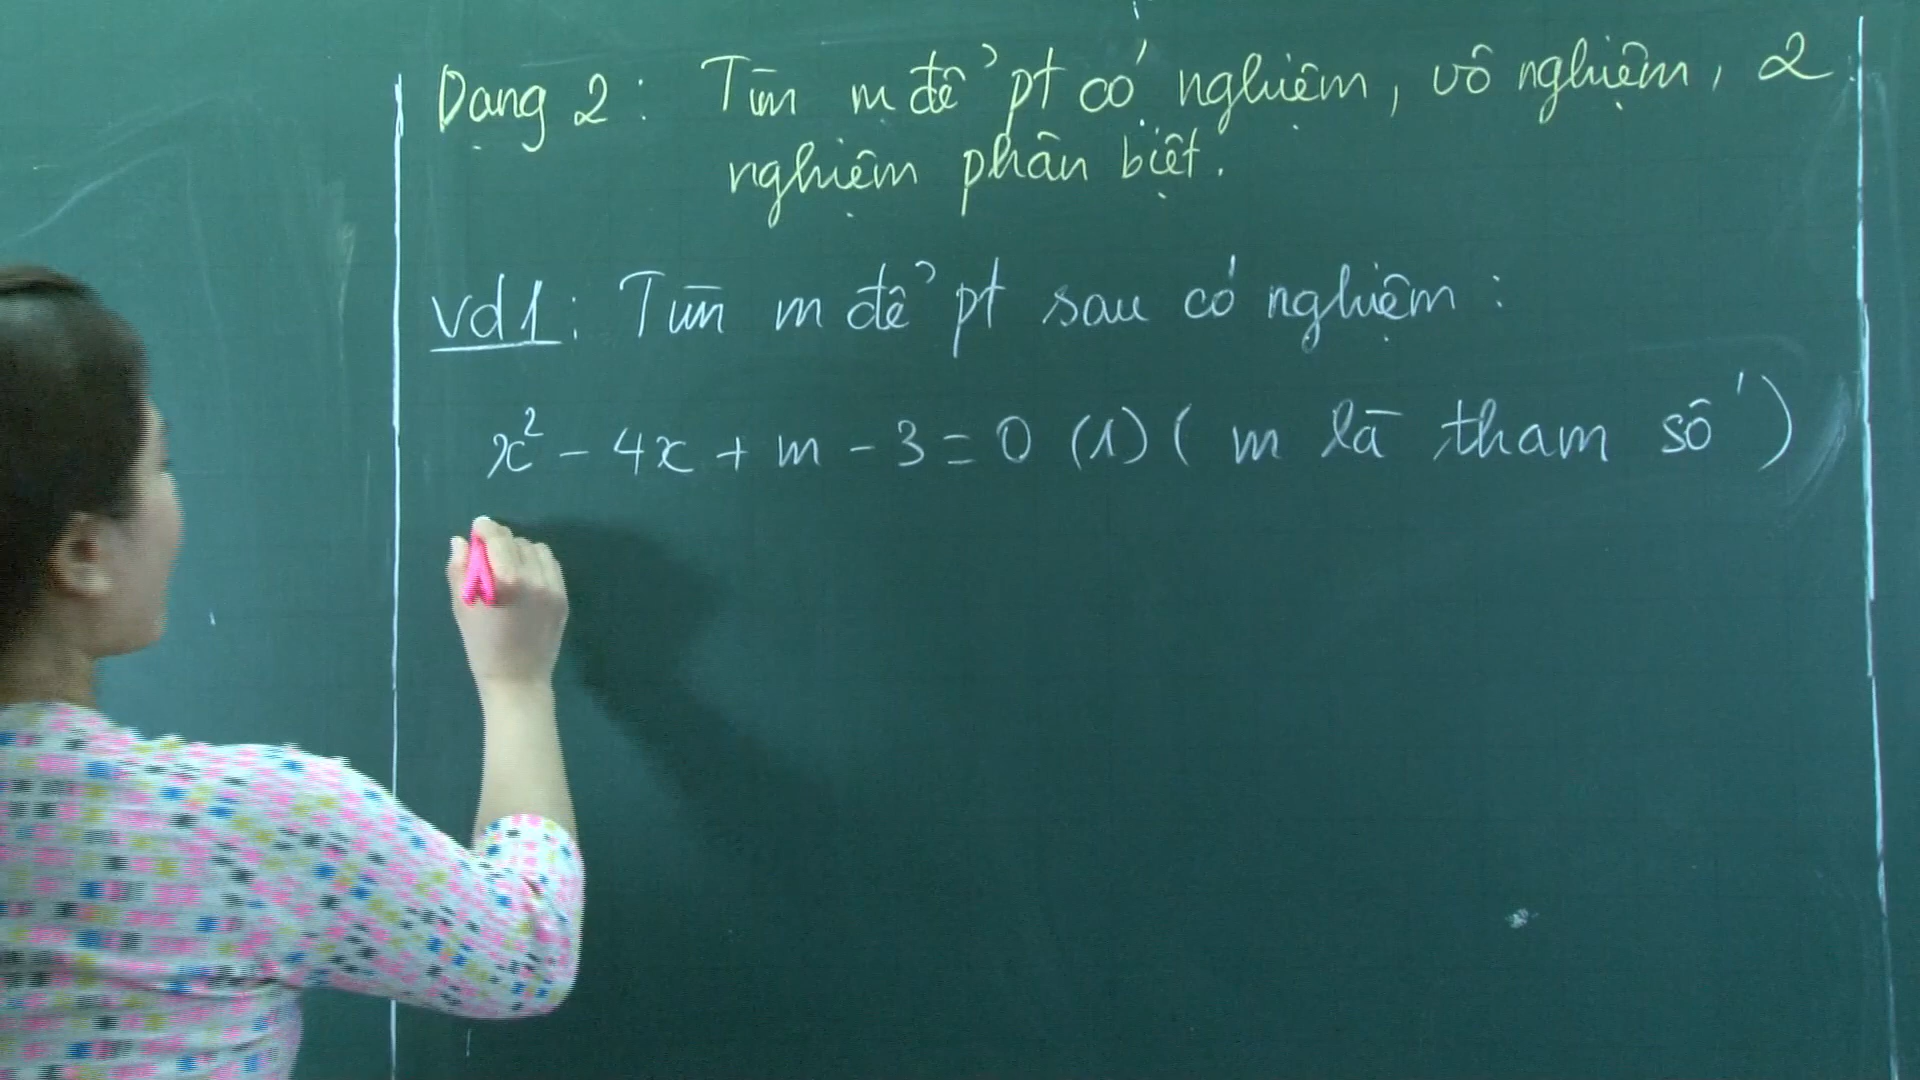 Dạng 2 : Tìm m để pt có nghiệm, vô nghiệm, 2
nghiệm phân biệt.
Vd1 : Tìm m để pt sau có nghiệm :
x² - 4x + m - 3 = 0 (1) ( m là tham số )